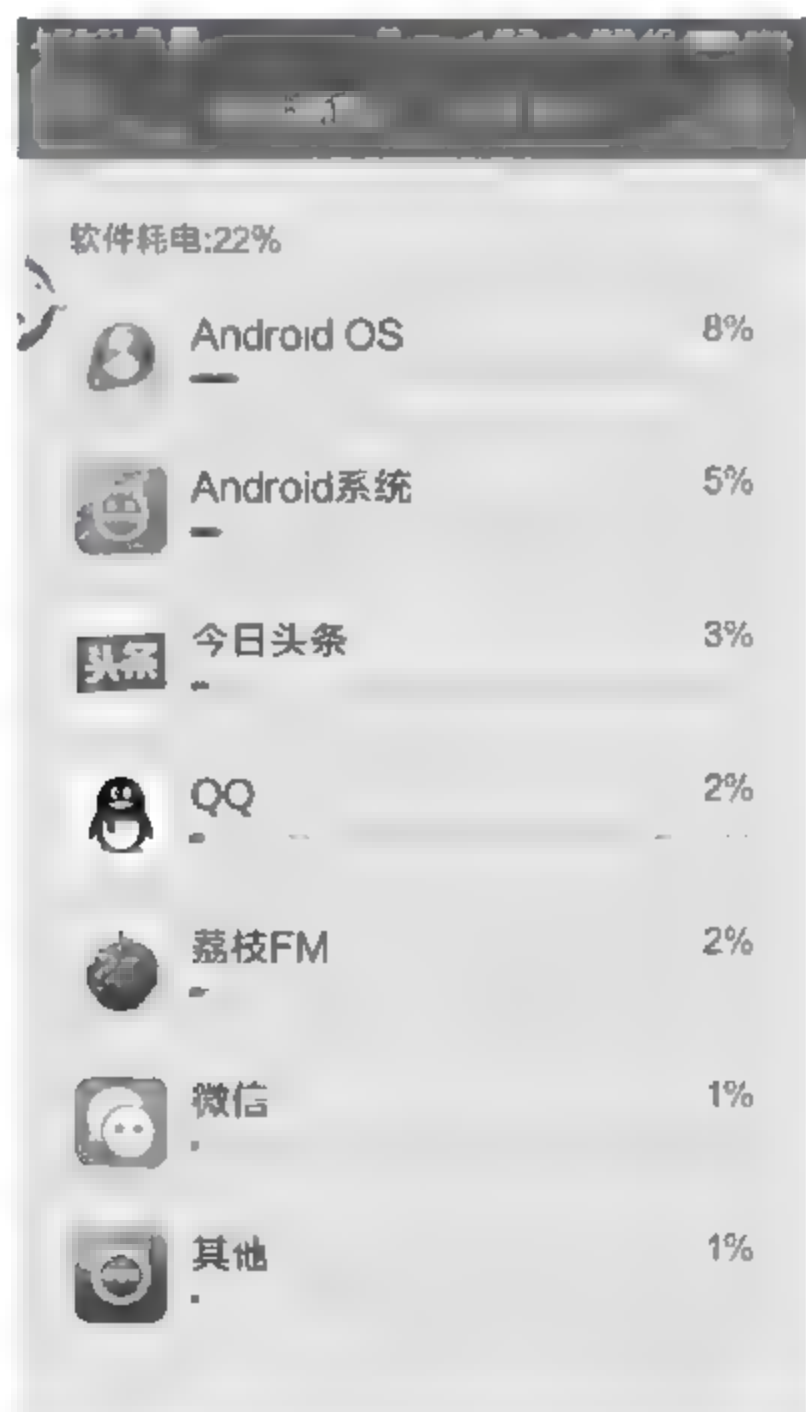 软件耗电:22%
Android OS 8%
Android系统 5%
头条 今日头条 3%
QQ 2%
荔枝FM 2%
微信 1%
其他 1%